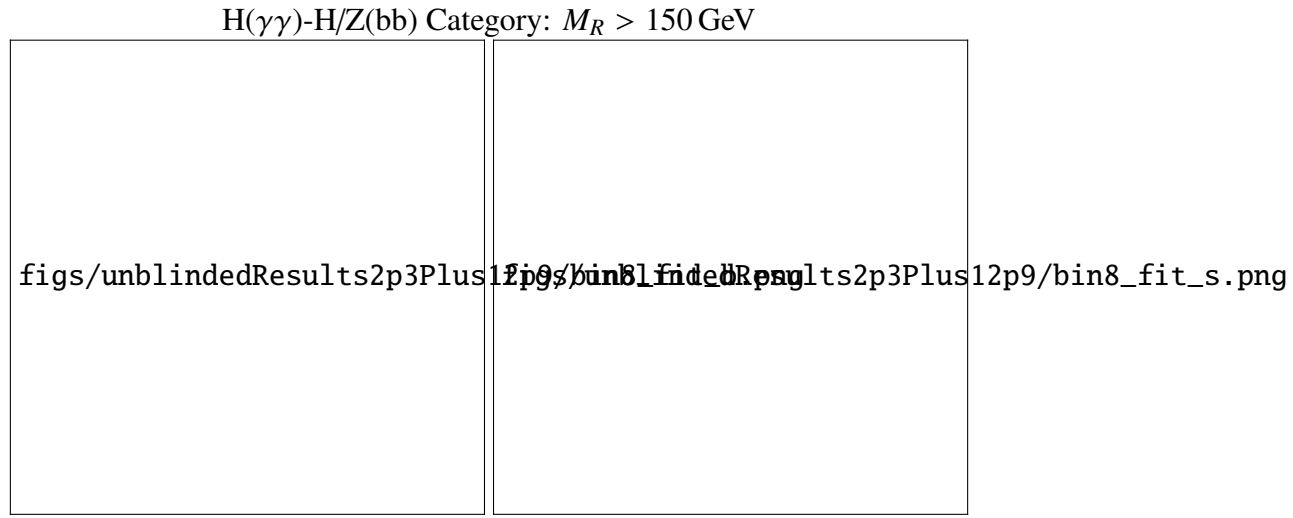 H(γγ)-H/Z(bb) Category: M_R > 150 GeV
figs/unblindedResults2p3Plus12p9/bin8_fit_b.png
figs/unblindedResults2p3Plus12p9/bin8_fit_s.png